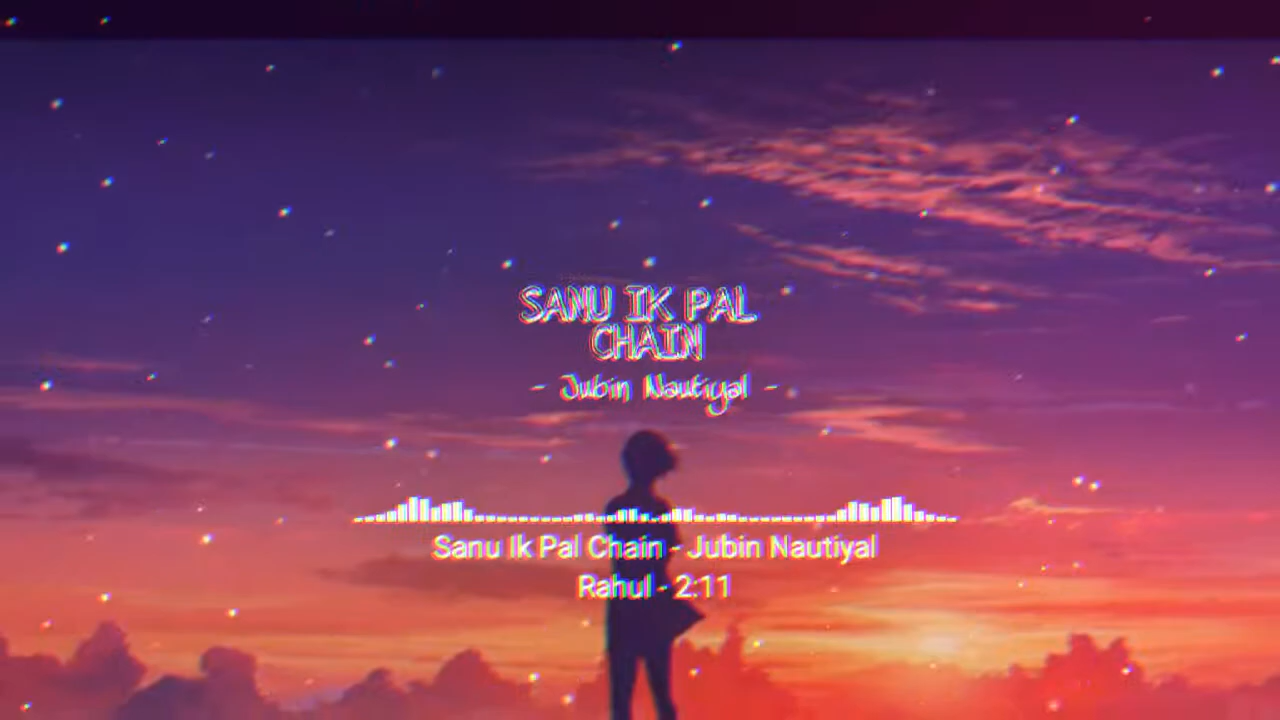 SANU IK PAL
CHAIN
- Jubin Nautiyal -
Sanu Ik Pal Chain - Jubin Nautiyal
Rahul - 2:11